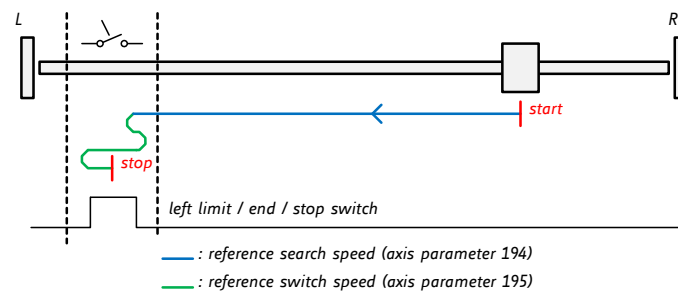 L
R
start
stop
left limit / end / stop switch
: reference search speed (axis parameter 194)
: reference switch speed (axis parameter 195)